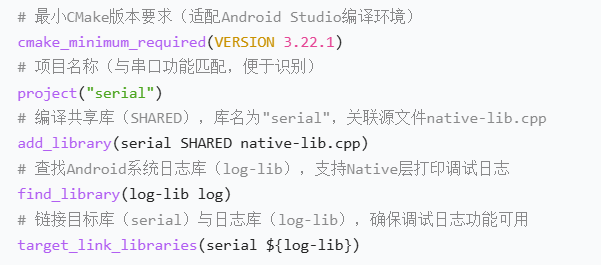 # 最小CMake版本要求（适配Android Studio编译环境）
cmake_minimum_required(VERSION 3.22.1)
# 项目名称（与串口功能匹配，便于识别）
project("serial")
# 编译共享库（SHARED），库名为"serial"，关联源文件native-lib.cpp
add_library(serial SHARED native-lib.cpp)
# 查找Android系统日志库（log-lib），支持Native层打印调试日志
find_library(log-lib log)
# 链接目标库（serial）与日志库（log-lib），确保调试日志功能可用
target_link_libraries(serial ${log-lib})